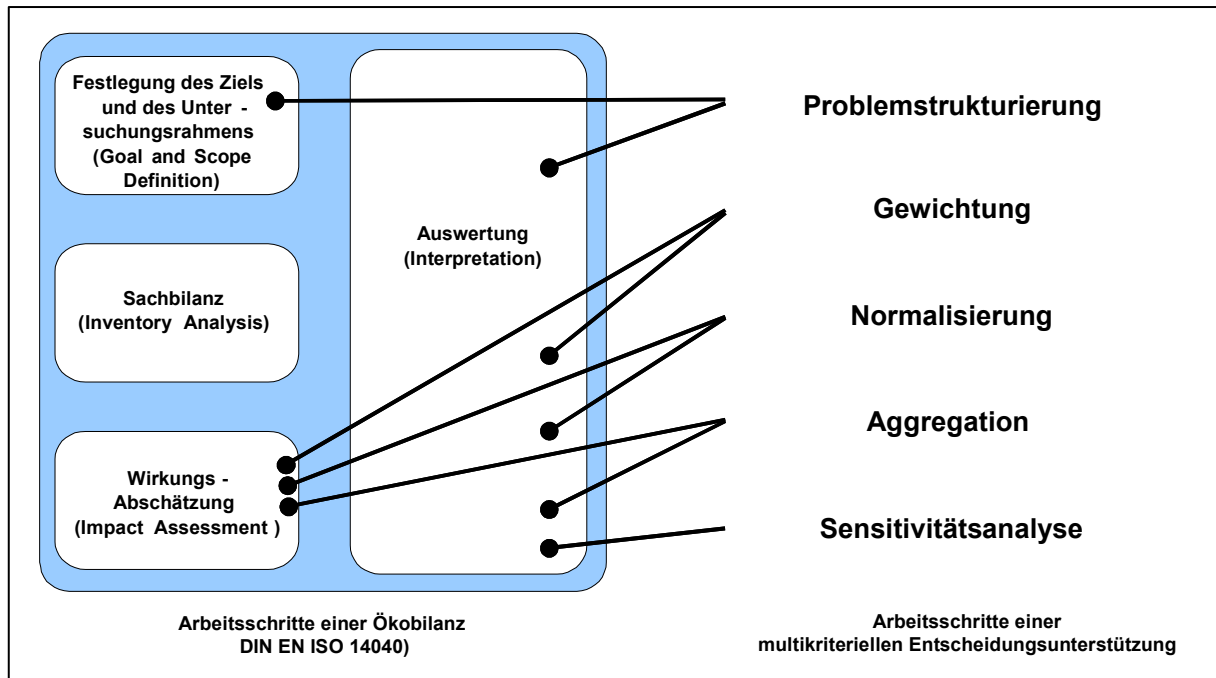 Festlegung des Ziels
und des Unter -
suchungsrahmens
(Goal and Scope
Definition)
Sachbilanz
(Inventory Analysis)
Wirkungs -
Abschätzung
(Impact Assessment )
Auswertung
(Interpretation)
Problemstrukturierung
Gewichtung
Normalisierung
Aggregation
Sensitivitätsanalyse
Arbeitsschritte einer Ökobilanz
DIN EN ISO 14040)
Arbeitsschritte einer
multikriteriellen Entscheidungsunterstützung